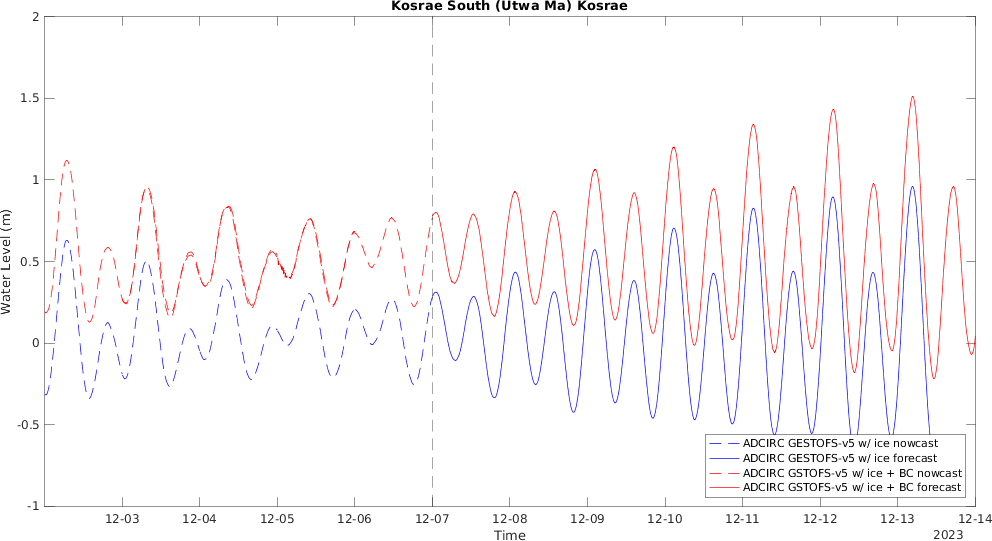 Kosrae South (Utwa Ma) Kosrae
2
1.5
1
0.5
0
-0.5
-1
Water Level (m)
ADCIRC GESTOFS-v5 w/ ice nowcast
ADCIRC GESTOFS-v5 w/ ice forecast
ADCIRC GSTOFS-v5 w/ ice + BC nowcast
ADCIRC GSTOFS-v5 w/ ice + BC forecast
12-03 12-04 12-05 12-06 12-07 12-08 12-09 12-10 12-11 12-12 12-13 12-14
Time
2023